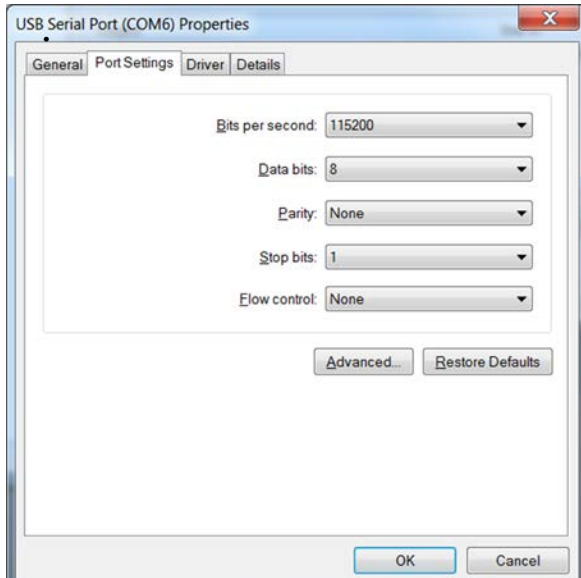 USB Serial Port (COM6) Properties
General Port Settings Driver Details
Bits per second: 115200
Data bits: 8
Parity: None
Stop bits: 1
Flow control: None
Advanced... Restore Defaults
OK Cancel